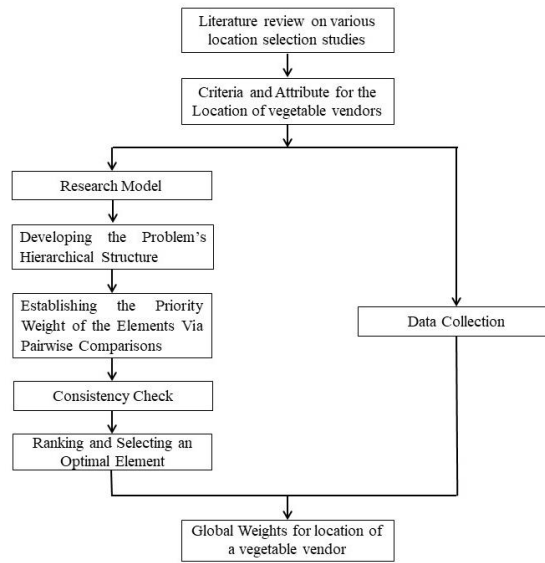 Literature review on various
location selection studies
Criteria and Attribute for the
Location of vegetable vendors
Research Model
Developing the Problem's
Hierarchical Structure
Establishing the Priority
Weight of the Elements Via
Pairwise Comparisons
Consistency Check
Ranking and Selecting an
Optimal Element
Data Collection
Global Weights for location of
a vegetable vendor